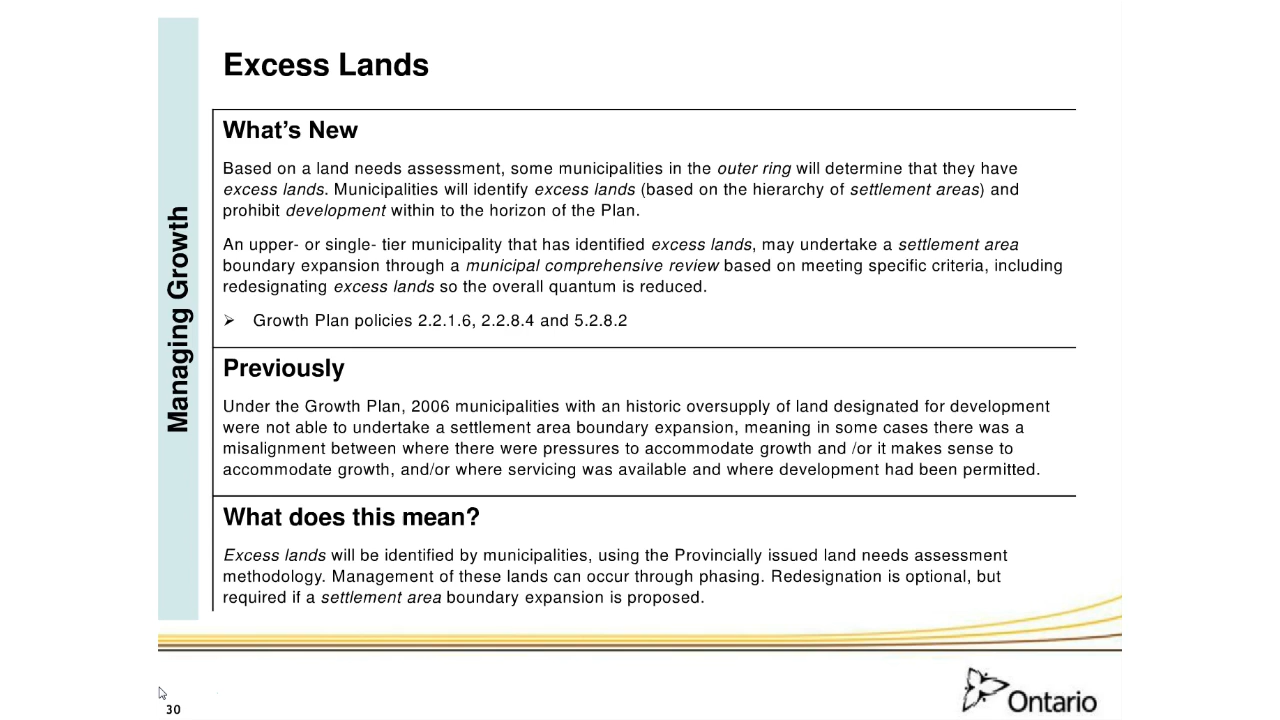 Excess Lands
Managing Growth
What's New
Based on a land needs assessment, some municipalities in the outer ring will determine that they have
excess lands. Municipalities will identify excess lands (based on the hierarchy of settlement areas) and
prohibit development within to the horizon of the Plan.
An upper- or single- tier municipality that has identified excess lands, may undertake a settlement area
boundary expansion through a municipal comprehensive review based on meeting specific criteria, including
redesignating excess lands so the overall quantum is reduced.
➢ Growth Plan policies 2.2.1.6, 2.2.8.4 and 5.2.8.2
Previously
Under the Growth Plan, 2006 municipalities with an historic oversupply of land designated for development
were not able to undertake a settlement area boundary expansion, meaning in some cases there was a
misalignment between where there were pressures to accommodate growth and /or it makes sense to
accommodate growth, and/or where servicing was available and where development had been permitted.
What does this mean?
Excess lands will be identified by municipalities, using the Provincially issued land needs assessment
methodology. Management of these lands can occur through phasing. Redesignation is optional, but
required if a settlement area boundary expansion is proposed.
30
Ontario